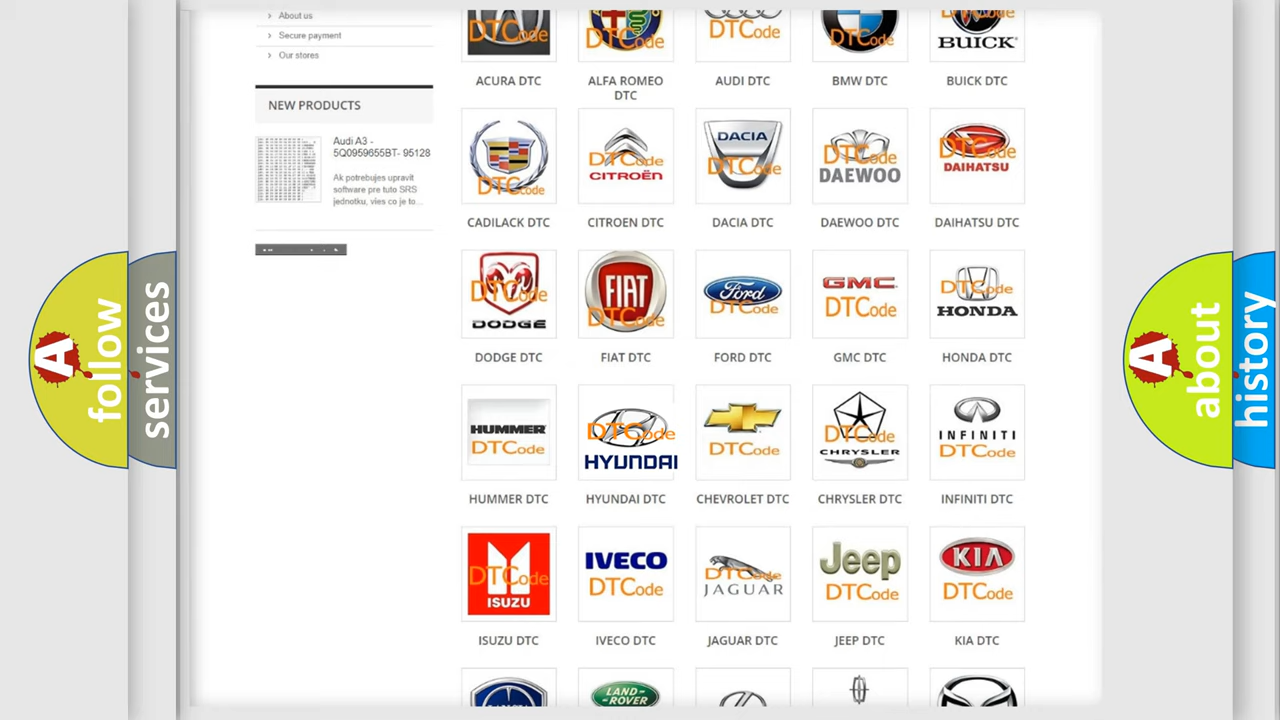 About us
Secure payment
Our stores
NEW PRODUCTS
Audi A3 -
5Q0959655BT- 95128
Ak potrebujes upravit
software pre tuto SRS
jednotku, vies co je to...
DTCode DTCode DTCode DTCode BUICK
ACURA DTC ALFA ROMEO DTC AUDI DTC BMW DTC BUICK DTC
DTCode
DTCode CITROËN
DACIA DTCode
DTCode DAEWOO
DTCode DAIHATSU
CADILACK DTC CITROEN DTC DACIA DTC DAEWOO DTC DAIHATSU DTC
DTCode DODGE
FIAT DTCode
Ford DTCode
GMC DTCode
DTCode HONDA
DODGE DTC FIAT DTC FORD DTC GMC DTC HONDA DTC
HUMMER DTCode
DTCode HYUNDAI
DTCode
DTCode CHRYSLER
INFINITI DTCode
HUMMER DTC HYUNDAI DTC CHEVROLET DTC CHRYSLER DTC INFINITI DTC
DTCode ISUZU
IVECO DTCode
DTCode JAGUAR
Jeep DTCode
KIA DTCode
ISUZU DTC IVECO DTC JAGUAR DTC JEEP DTC KIA DTC
LAND-
ROVER
A follow
services
A about
history